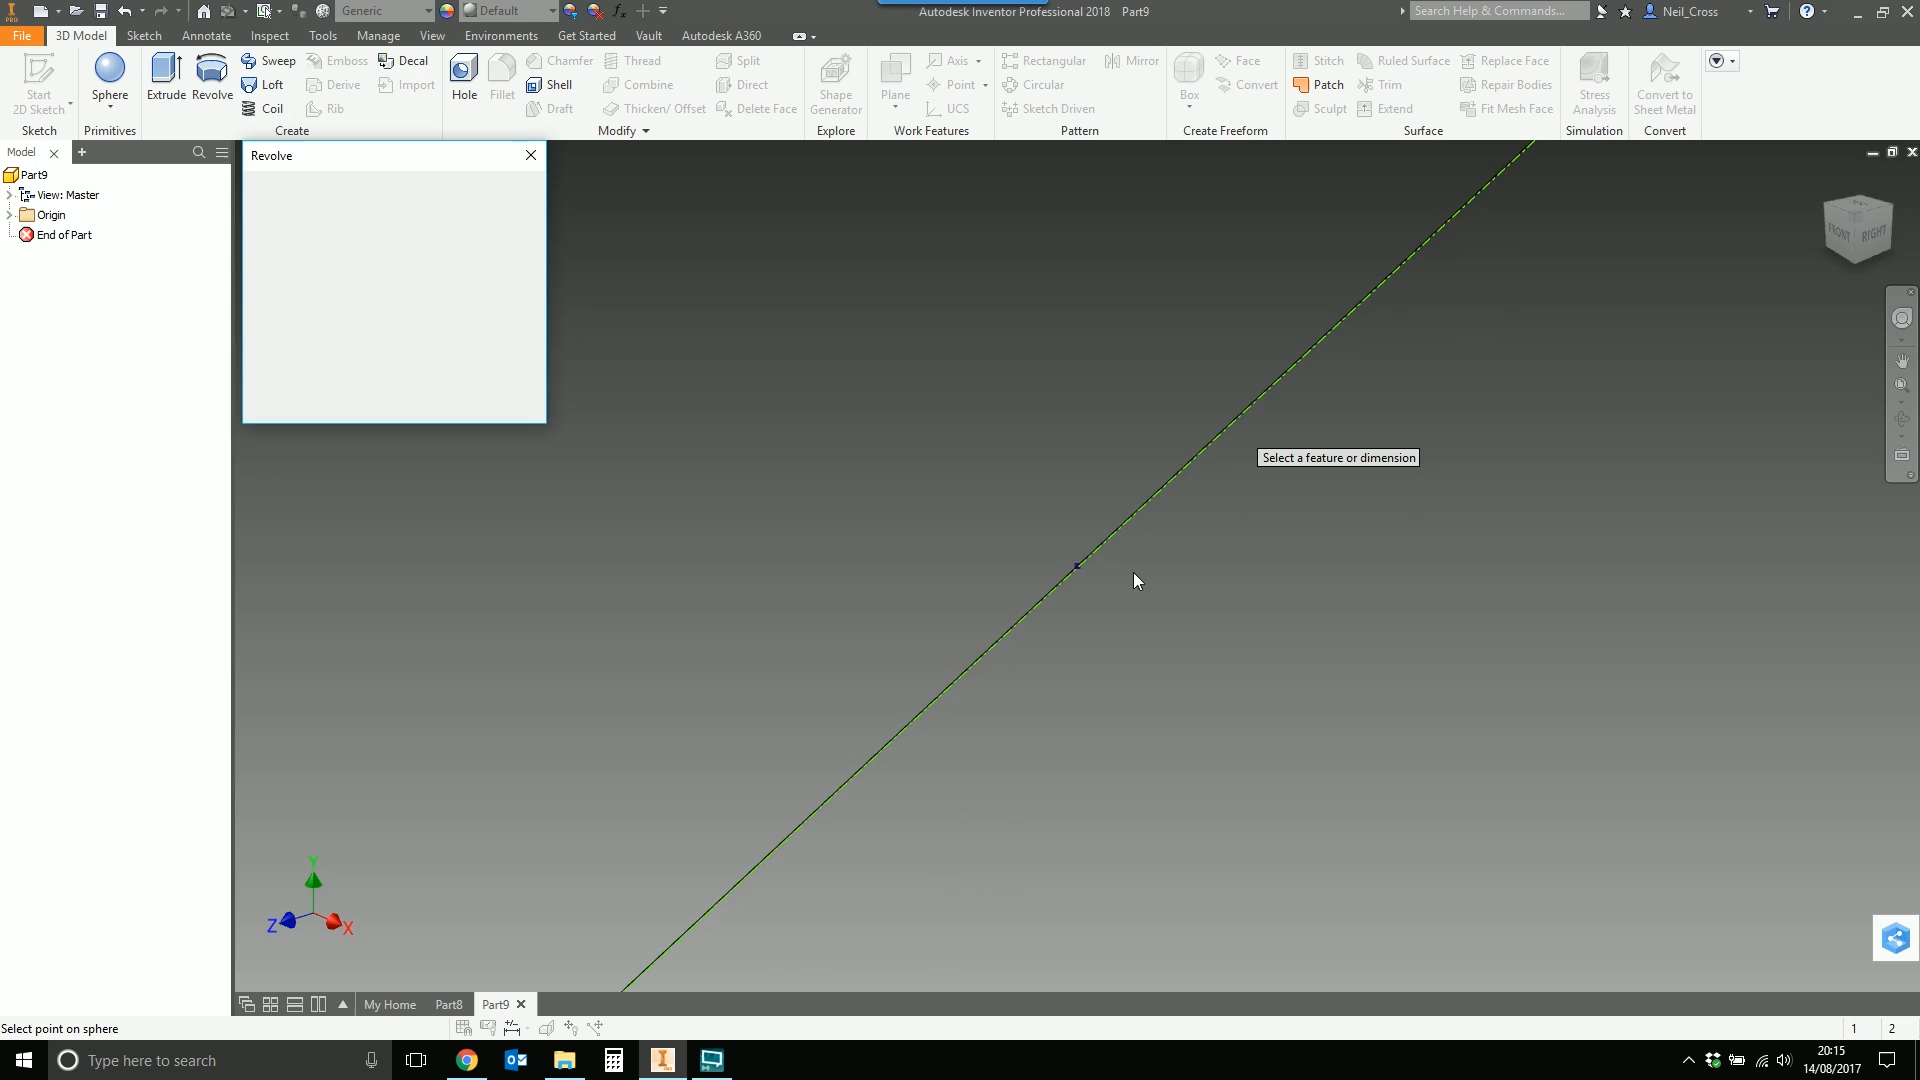 PRO
Generic
Default
Autodesk Inventor Professional 2018 Part9
Search Help & Commands...
Neil_Cross
File 3D Model Sketch Annotate Inspect Tools Manage View Environments Get Started Vault Autodesk A360
Start
2D Sketch
Sketch
Sphere
Primitives
Extrude
Revolve
Sweep
Loft
Coil
Emboss
Derive
Rib
Decal
Import
Create
Hole
Fillet
Chamfer
Shell
Draft
Thread
Combine
Thicken/ Offset
Split
Direct
Delete Face
Modify
Shape
Generator
Explore
Plane
Axis
Point
UCS
Work Features
Rectangular
Circular
Sketch Driven
Mirror
Pattern
Box
Face
Convert
Create Freeform
Stitch
Patch
Sculpt
Ruled Surface
Trim
Extend
Replace Face
Repair Bodies
Fit Mesh Face
Surface
Stress
Analysis
Simulation
Convert to
Sheet Metal
Convert
Model
Part9
View: Master
Origin
End of Part
Revolve
FRONT
RIGHT
Select a feature or dimension
Y
Z
X
My Home Part8 Part9
Select point on sphere
1 2
Type here to search
20:15
14/08/2017